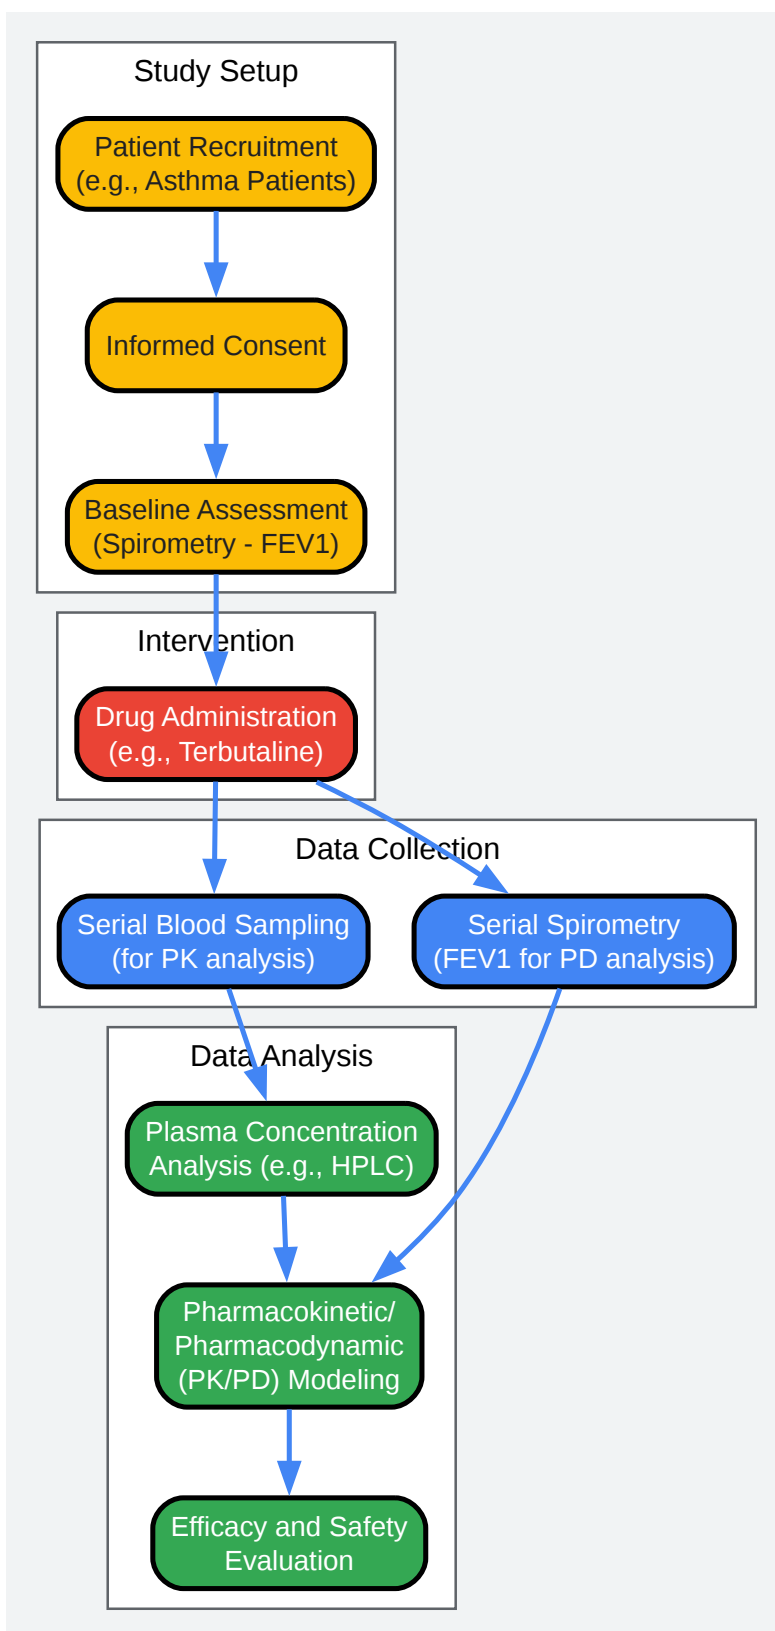 Study Setup
Patient Recruitment
(e.g., Asthma Patients)
Informed Consent
Baseline Assessment
(Spirometry - FEV1)
Intervention
Drug Administration
(e.g., Terbutaline)
Data Collection
Serial Blood Sampling
(for PK analysis)
Serial Spirometry
(FEV1 for PD analysis)
Data Analysis
Plasma Concentration
Analysis (e.g., HPLC)
Pharmacokinetic/
Pharmacodynamic
(PK/PD) Modeling
Efficacy and Safety
Evaluation